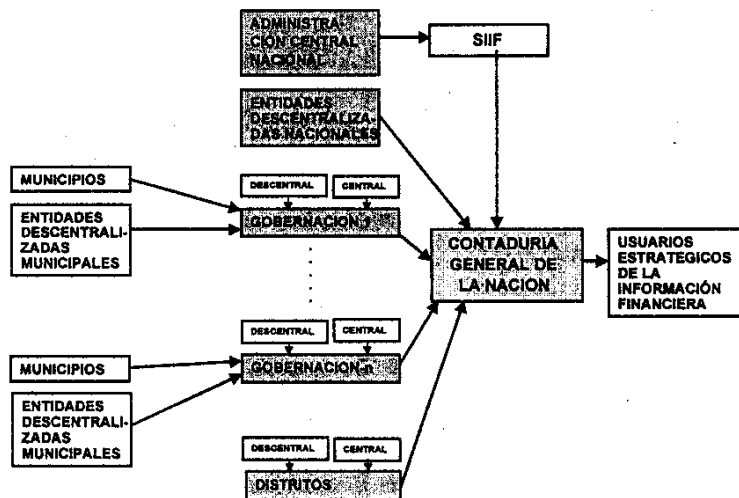 ADMINISTRA-
CION CENTRAL
NACIONAL
SIIF
ENTIDADES
DESCENTRALIZA-
DAS NACIONALES
MUNICIPIOS
DESCENTRAL
CENTRAL
ENTIDADES
DESCENTRALI-
ZADAS
MUNICIPALES
GOBERNACION-1
CONTADURIA
GENERAL DE
LA NACION
USUARIOS
ESTRATEGICOS
DE LA
INFORMACIÓN
FINANCIERA
DESCENTRAL
CENTRAL
MUNICIPIOS
GOBERNACION-n
ENTIDADES
DESCENTRALI-
ZADAS
MUNICIPALES
DESCENTRAL
CENTRAL
DISTRITOS